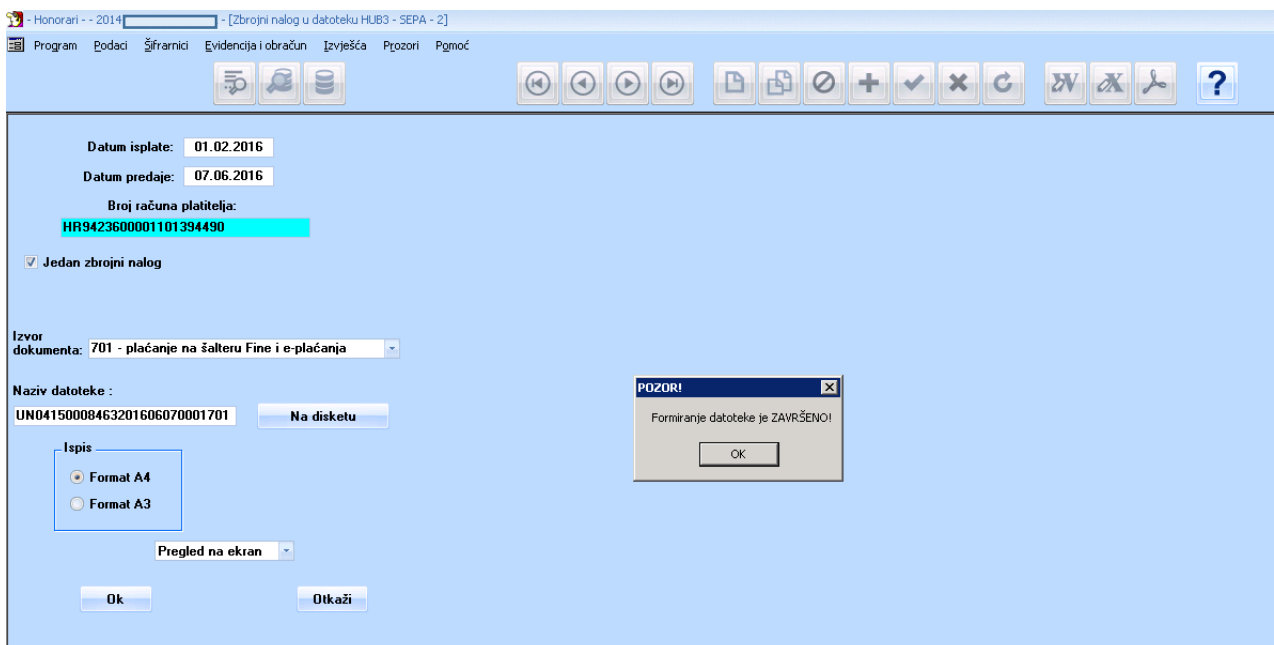 - Honorari - - 2014 - [Zbrojni nalog u datoteku HUB3 - SEPA - 2]
Program Podaci Šifrarnici Evidencija i obračun Izvješća Prozori Pomoć
?
Datum isplate: 01.02.2016
Datum predaje: 07.06.2016
Broj računa platitelja:
HR9423600001101394490
Jedan zbrojni nalog
Izvor
dokumenta: 701 - plaćanje na šalteru Fine i e-plaćanja
Naziv datoteke :
UN04150008463201606070001701 Na disketu
Ispis
Format A4
Format A3
Pregled na ekran
Ok Otkaži
POZOR!
Formiranje datoteke je ZAVRŠENO!
OK